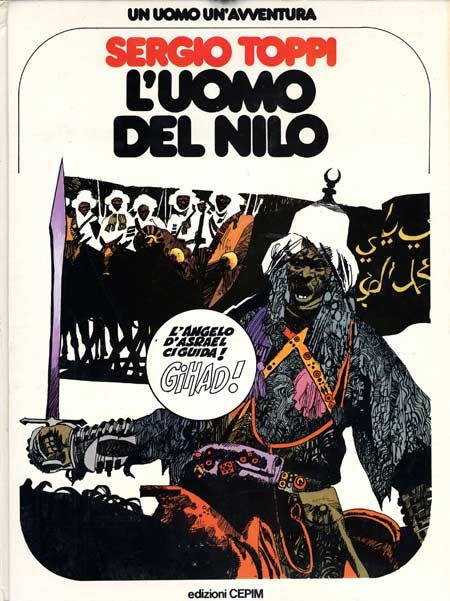 UN UOMO UN'AVVENTURA
SERGIO TOPPI
L'UOMO
DEL NILO
L'ANGELO
D'ASRAEL
CI GUIDA!
GIHAD!
edizioni CEPIM